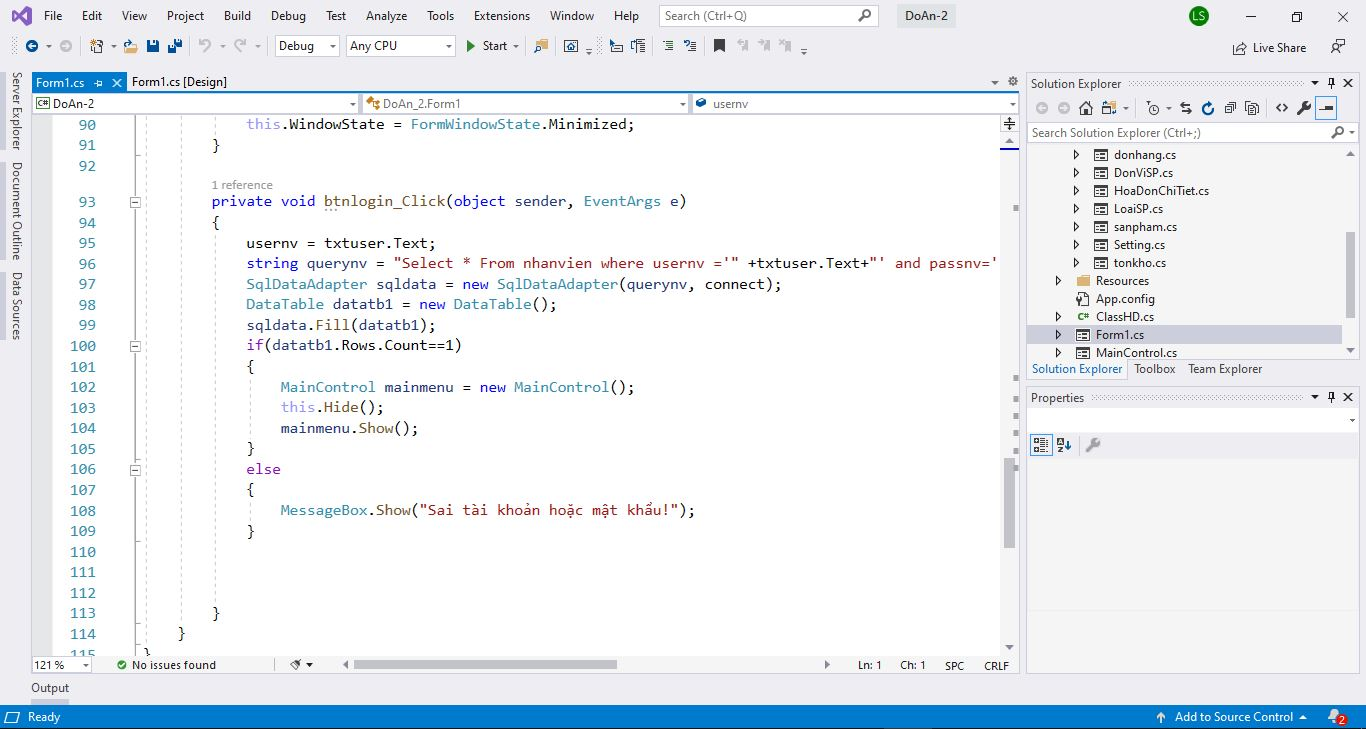 File Edit View Project Build Debug Test Analyze Tools Extensions Window Help Search (Ctrl+Q) DoAn-2 LS
Debug Any CPU Start Live Share
Server Explorer
Document Outline
Data Sources
Form1.cs Form1.cs [Design]
C# DoAn-2 DoAn_2.Form1 usernv
90 this.WindowState = FormWindowState.Minimized;
91 }
92
1 reference
93 private void btnlogin_Click(object sender, EventArgs e)
94 {
95 usernv = txtuser.Text;
96 string querynv = "Select * From nhanvien where usernv ='" +txtuser.Text+"' and passnv='
97 SqlDataAdapter sqldata = new SqlDataAdapter(querynv, connect);
98 DataTable datatb1 = new DataTable();
99 sqldata.Fill(datatb1);
100 if(datatb1.Rows.Count==1)
101 {
102 MainControl mainmenu = new MainControl();
103 this.Hide();
104 mainmenu.Show();
105 }
106 else
107 {
108 MessageBox.Show("Sai tài khoản hoặc mật khẩu!");
109 }
110
111
112
113 }
114 }
115 }
121 % No issues found Ln: 1 Ch: 1 SPC CRLF
Solution Explorer
Search Solution Explorer (Ctrl+;)
donhang.cs
DonViSP.cs
HoaDonChiTiet.cs
LoaiSP.cs
sanpham.cs
Setting.cs
tonkho.cs
Resources
App.config
C# ClassHD.cs
Form1.cs
MainControl.cs
Solution Explorer Toolbox Team Explorer
Properties
Output
Ready Add to Source Control 2